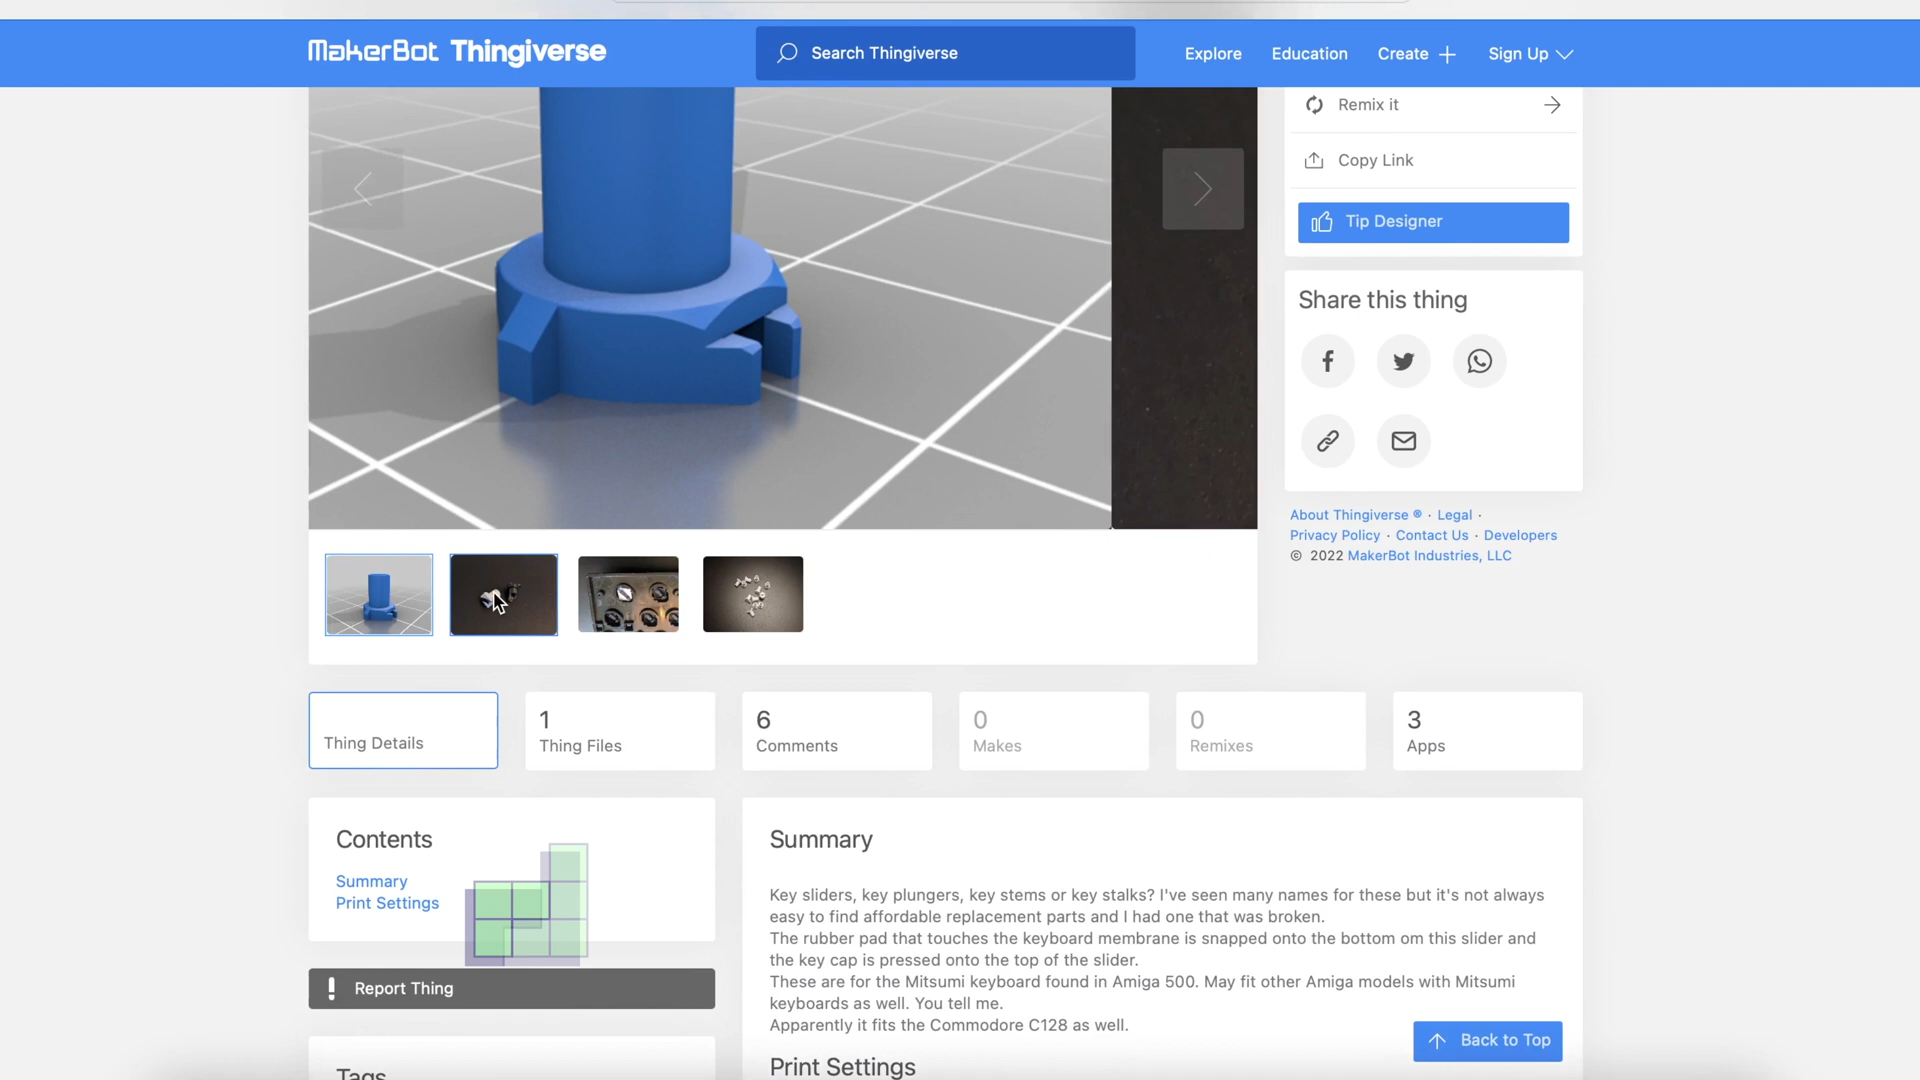 MakerBot Thingiverse
Search Thingiverse
Explore
Education
Create
Sign Up
Remix it
Copy Link
Tip Designer
Share this thing
About Thingiverse ® · Legal ·
Privacy Policy · Contact Us · Developers
© 2022 MakerBot Industries, LLC
Thing Details
1
Thing Files
6
Comments
0
Makes
0
Remixes
3
Apps
Contents
Summary
Print Settings
Report Thing
Tags
Summary
Key sliders, key plungers, key stems or key stalks? I've seen many names for these but it's not always
easy to find affordable replacement parts and I had one that was broken.
The rubber pad that touches the keyboard membrane is snapped onto the bottom om this slider and
the key cap is pressed onto the top of the slider.
These are for the Mitsumi keyboard found in Amiga 500. May fit other Amiga models with Mitsumi
keyboards as well. You tell me.
Apparently it fits the Commodore C128 as well.
Print Settings
Back to Top